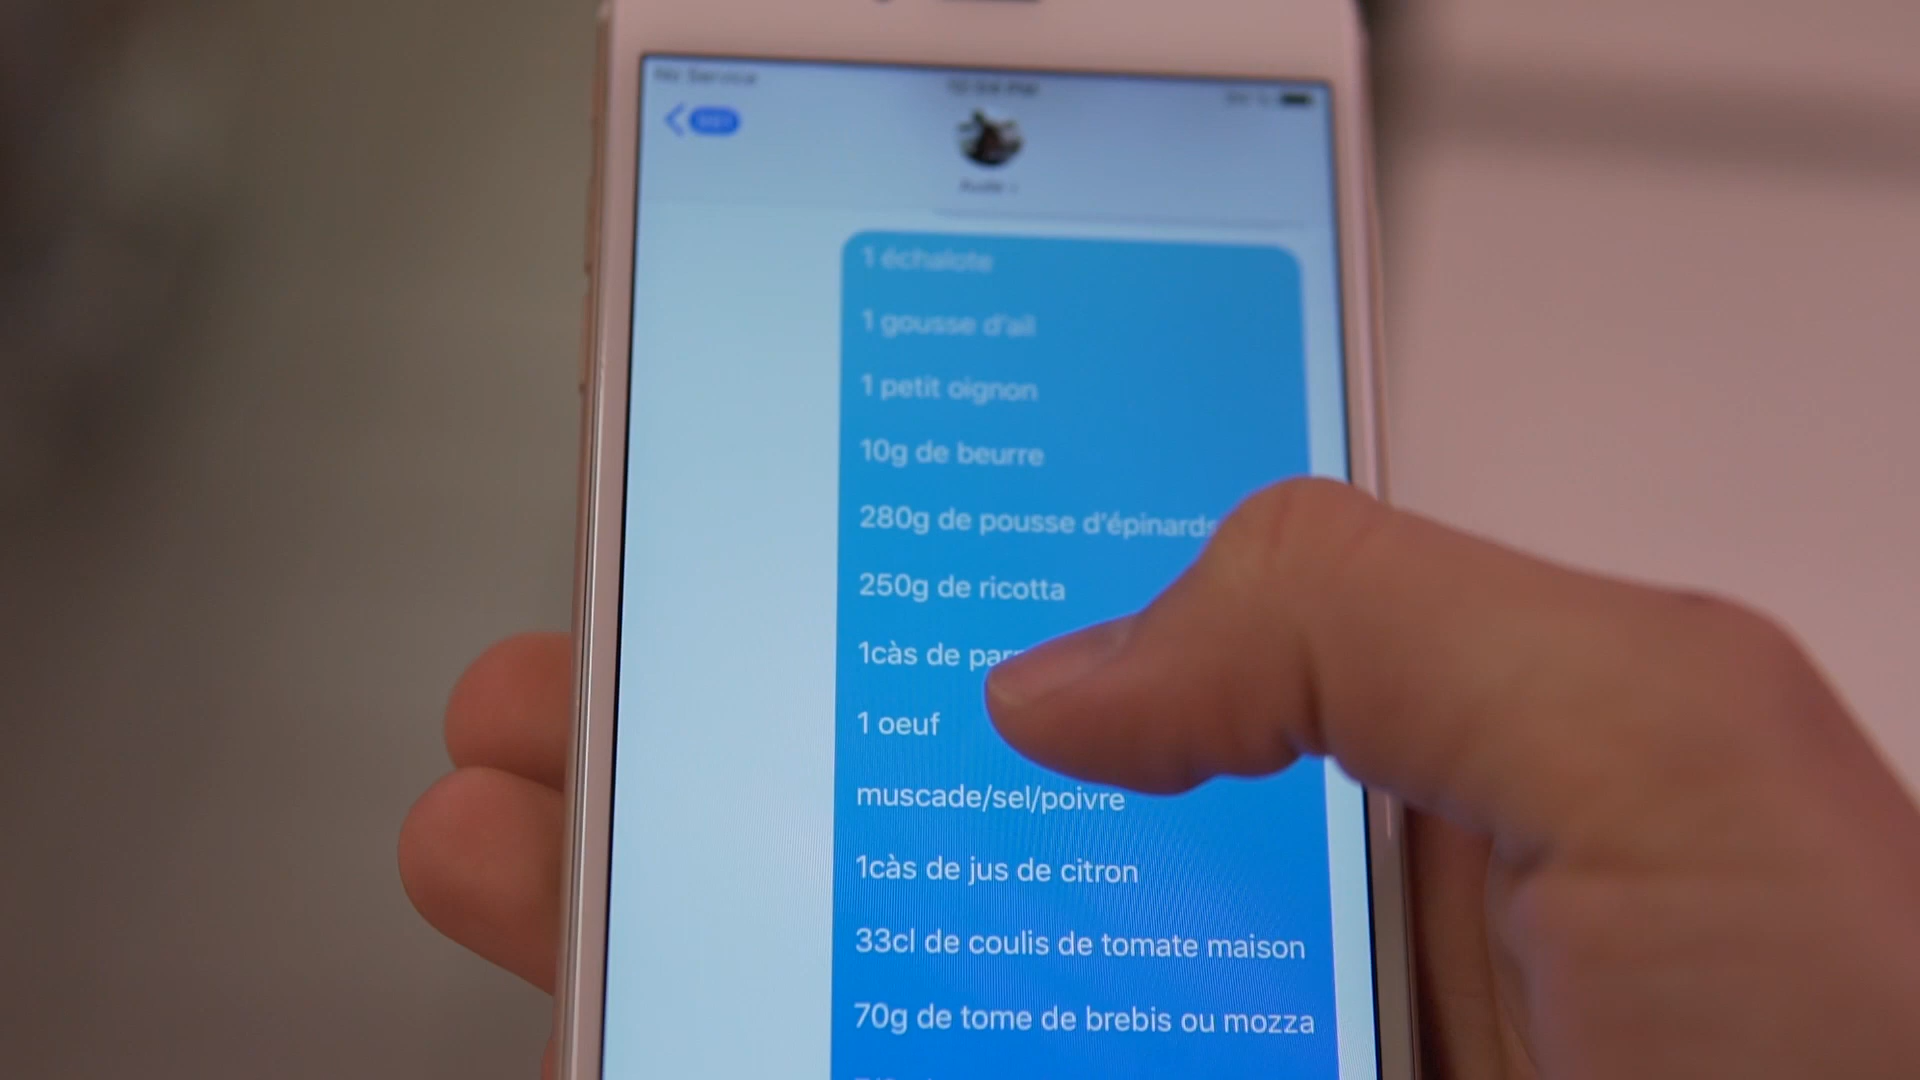 No Service
1 échalote
1 gousse d'ail
1 petit oignon
10g de beurre
280g de pousse d'épinards
250g de ricotta
1càs de
1 oeuf
muscade/sel/poivre
1càs de jus de citron
33cl de coulis de tomate maison
70g de tome de brebis ou mozza